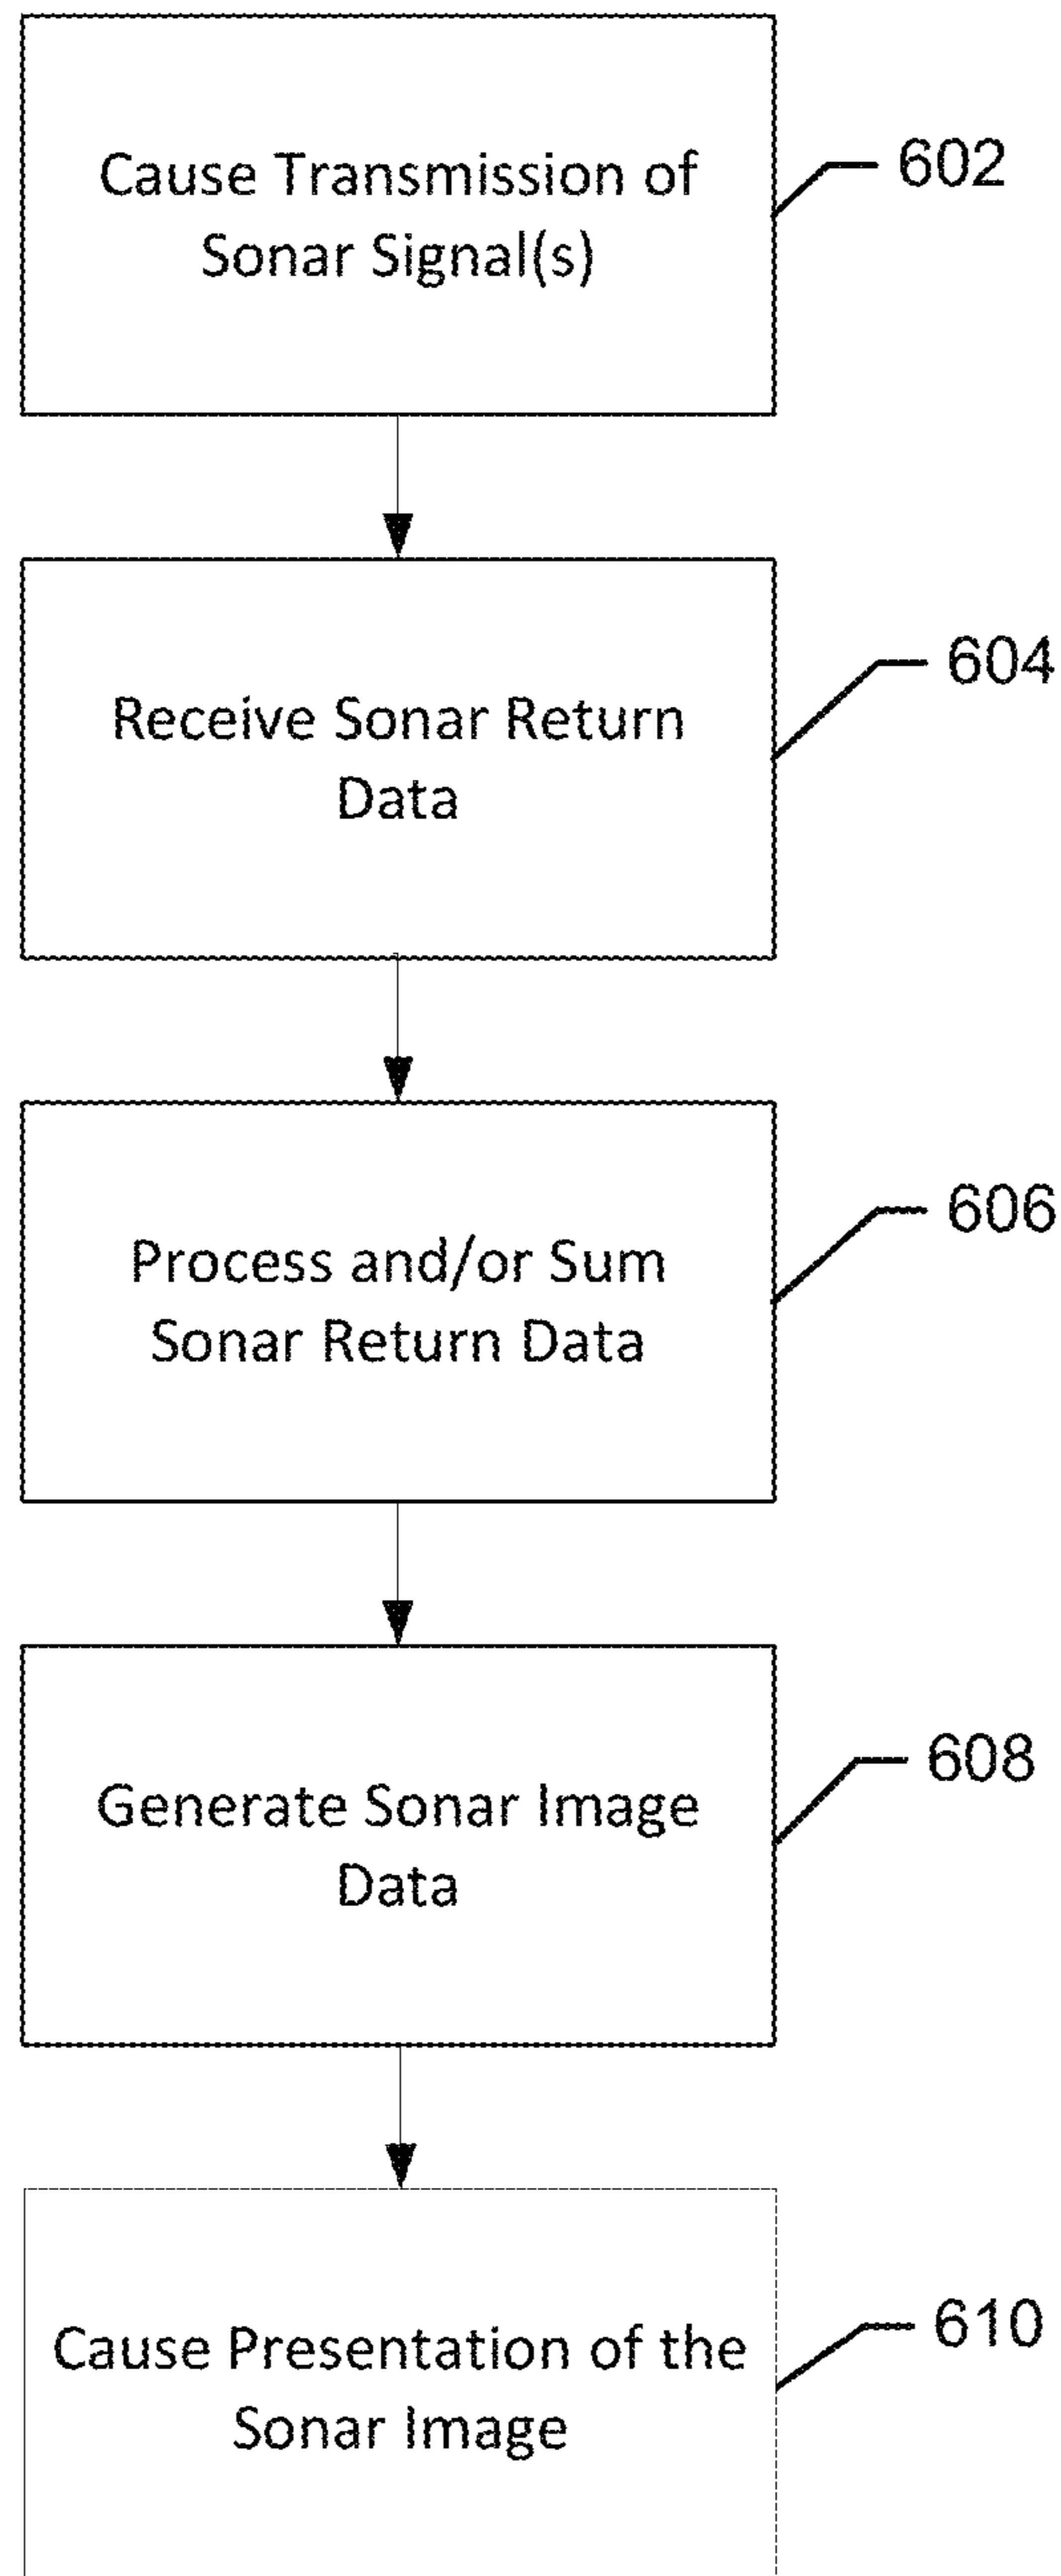 Cause Transmission of
Sonar Signal(s)
602
Receive Sonar Return
Data
604
Process and/or Sum
Sonar Return Data
606
Generate Sonar Image
Data
608
Cause Presentation of the
Sonar Image
610